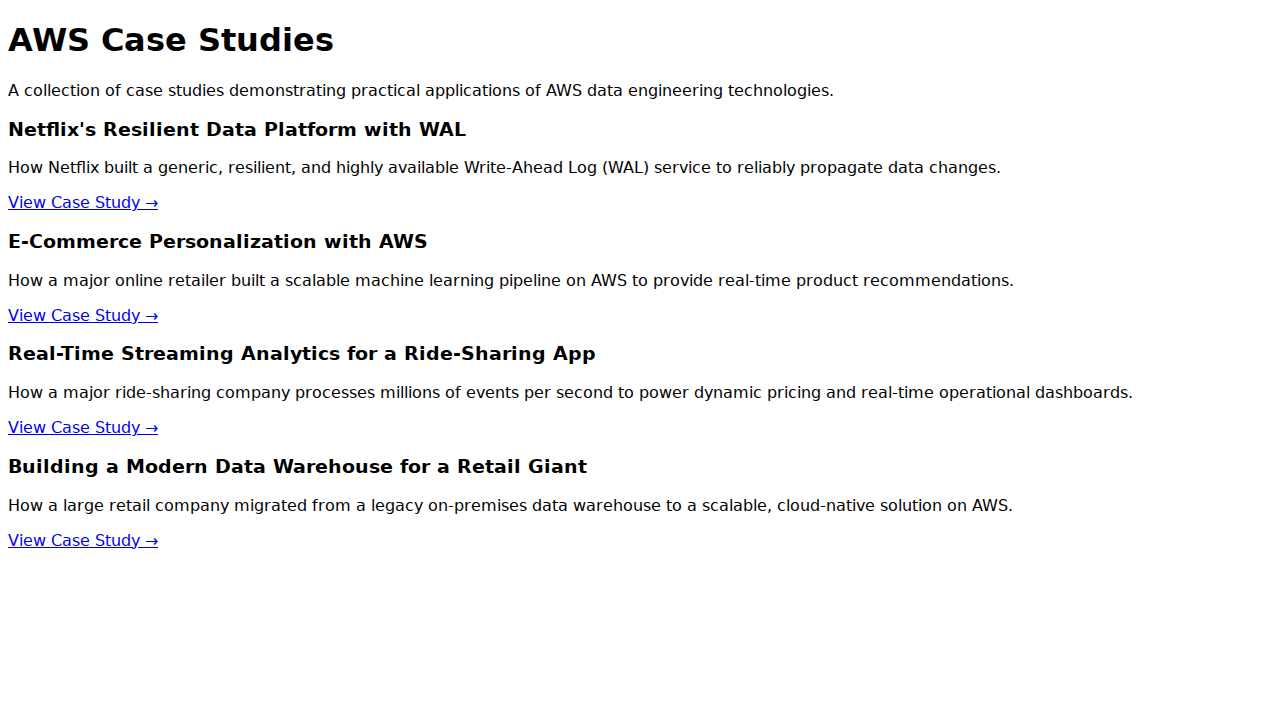 AWS Case Studies
A collection of case studies demonstrating practical applications of AWS data engineering technologies.
Netflix's Resilient Data Platform with WAL
How Netflix built a generic, resilient, and highly available Write-Ahead Log (WAL) service to reliably propagate data changes.
View Case Study →
E-Commerce Personalization with AWS
How a major online retailer built a scalable machine learning pipeline on AWS to provide real-time product recommendations.
View Case Study →
Real-Time Streaming Analytics for a Ride-Sharing App
How a major ride-sharing company processes millions of events per second to power dynamic pricing and real-time operational dashboards.
View Case Study →
Building a Modern Data Warehouse for a Retail Giant
How a large retail company migrated from a legacy on-premises data warehouse to a scalable, cloud-native solution on AWS.
View Case Study →